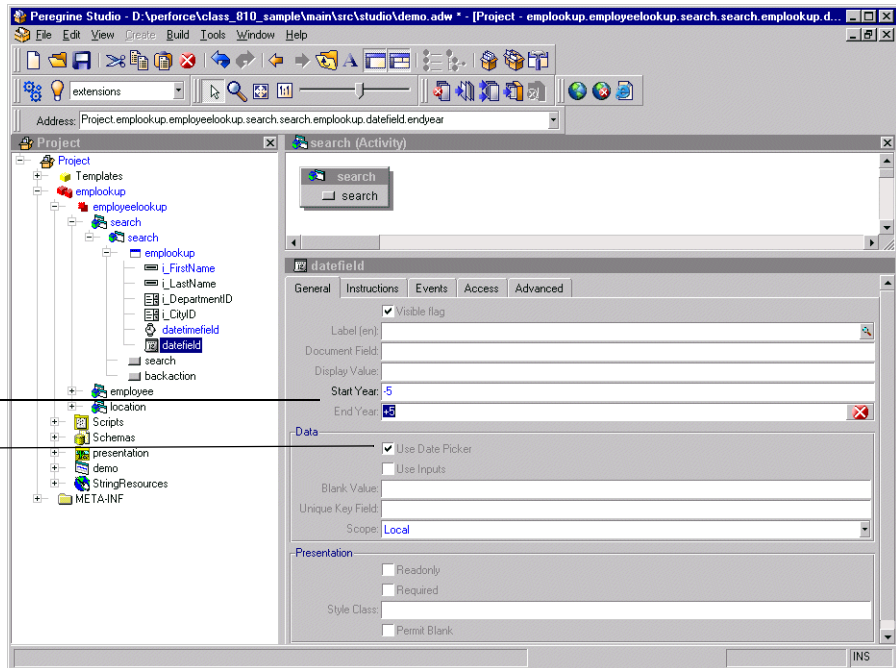 Peregrine Studio - D:\perforce\class_810_sample\main\src\studio\demo.adw * - [Project - emplookup.employeelookup.search.search.emplookup.d...
File Edit View Create Build Tools Window Help
extensions
1:1
Address: Project.emplookup.employeelookup.search.search.emplookup.datefield.endyear
Project
Project
Templates
emplookup
employeelookup
search
search
emplookup
i_FirstName
i_LastName
i_DepartmentID
i_CityID
datetimefield
datefield
search
backaction
employee
location
Scripts
Schemas
presentation
demo
StringResources
META-INF
search (Activity)
search
search
datefield
General Instructions Events Access Advanced
Visible flag
Label (en):
Document Field:
Display Value:
Start Year: -5
End Year: +5
Data
Use Date Picker
Use Inputs
Blank Value:
Unique Key Field:
Scope: Local
Presentation
Readonly
Required
Style Class:
Permit Blank
INS